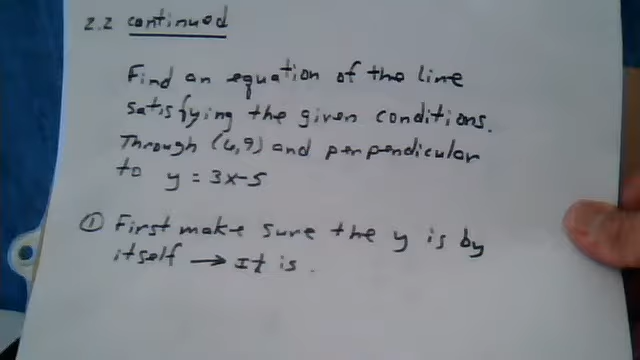 2.2 continued
Find an equation of the line
satisfying the given conditions.
Through (6,9) and perpendicular
to y = 3x-5
① First make sure the y is by
itself → It is.